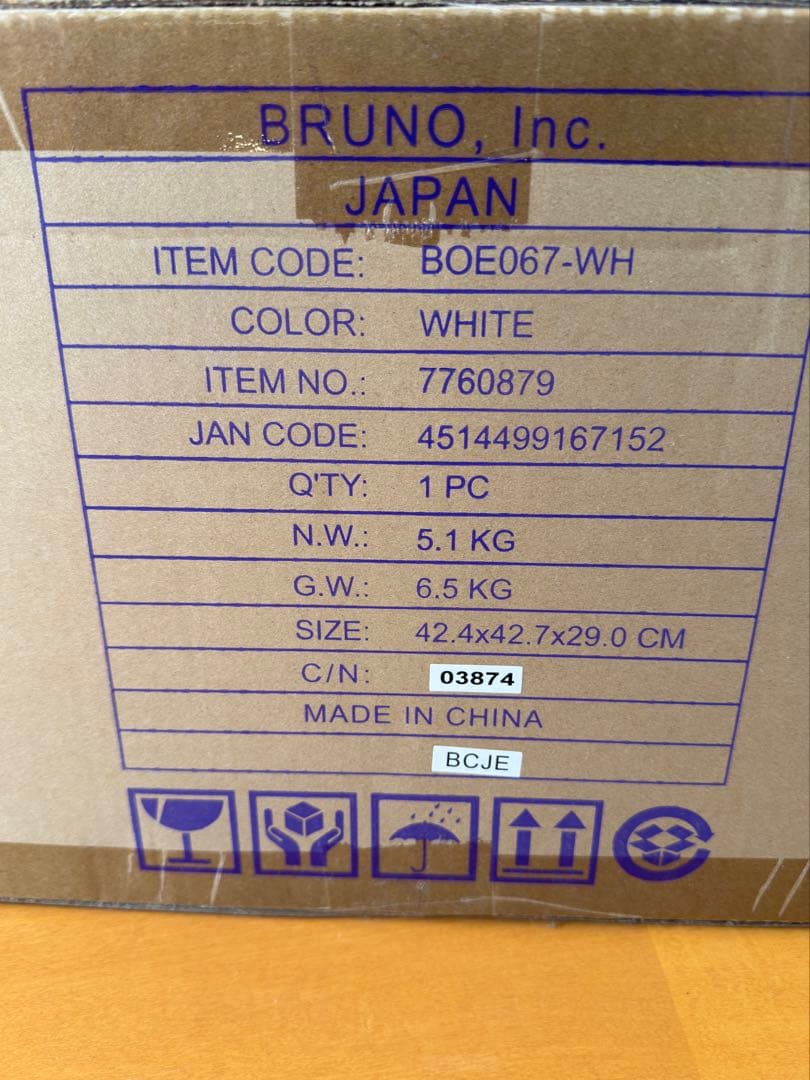 BRUNO, Inc.
JAPAN
ITEM CODE: BOE067-WH
COLOR: WHITE
ITEM NO.: 7760879
JAN CODE: 4514499167152
Q'TY: 1 PC
N.W.: 5.1 KG
G.W.: 6.5 KG
SIZE: 42.4x42.7x29.0 CM
C/N: 03874
MADE IN CHINA
BCJE